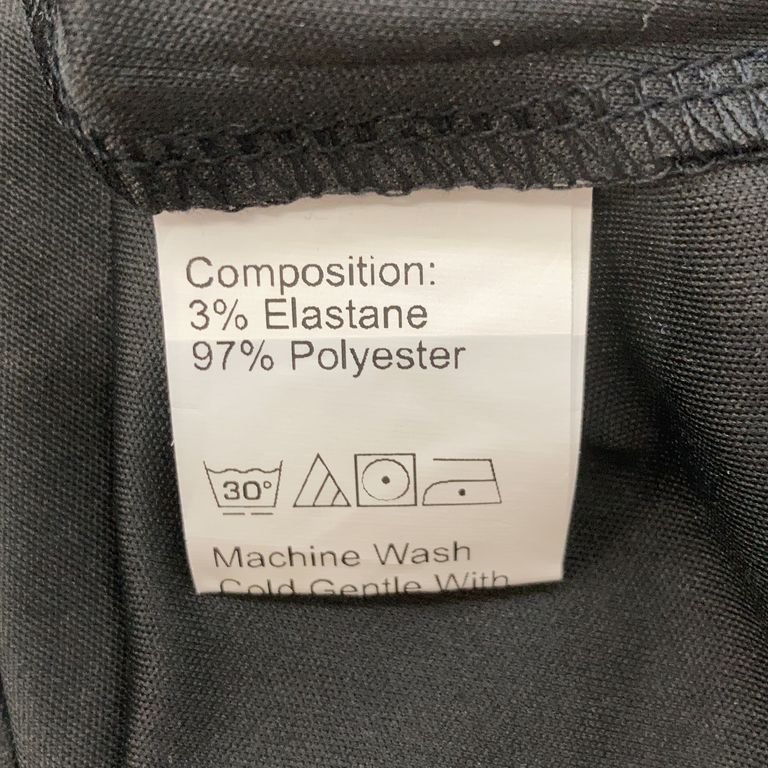 Composition:
3% Elastane
97% Polyester
30°
Machine Wash
Cold Gentle With